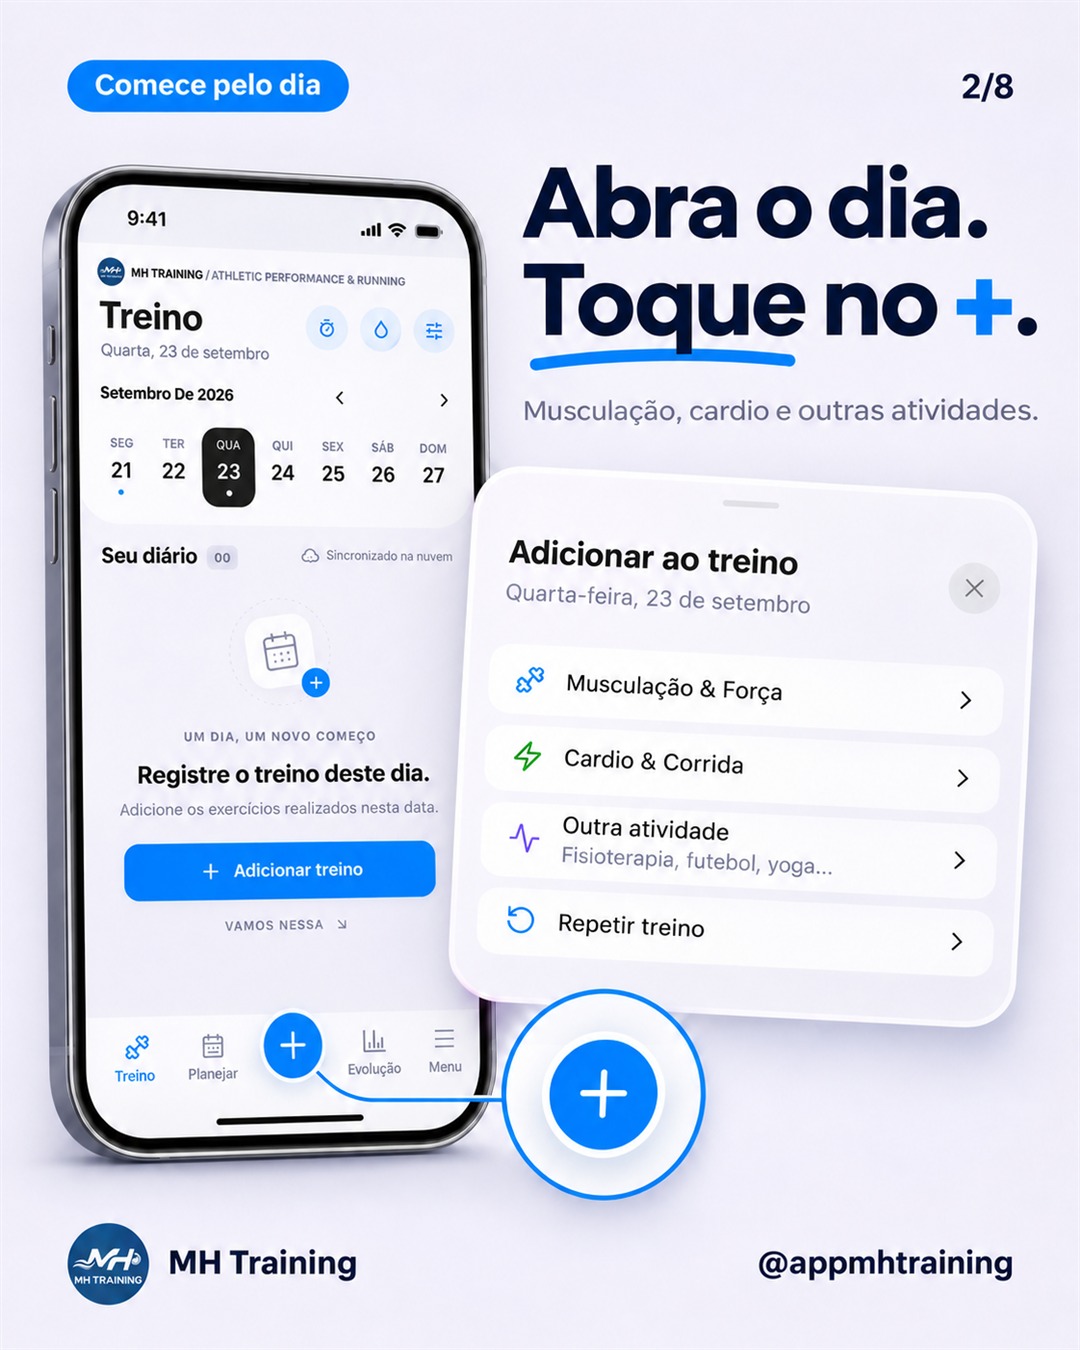 Comece pelo dia
2/8
Abra o dia.
Toque no +.
Musculação, cardio e outras atividades.
9:41
MH TRAINING / ATHLETIC PERFORMANCE & RUNNING
Treino
Quarta, 23 de setembro
Setembro De 2026
SEG TER QUA QUI SEX SÁB DOM
21 22 23 24 25 26 27
Seu diário 00 Sincronizado na nuvem
UM DIA, UM NOVO COMEÇO
Registre o treino deste dia.
Adicione os exercícios realizados nesta data.
+ Adicionar treino
VAMOS NESSA
Treino Planejar Evolução Menu
Adicionar ao treino
Quarta-feira, 23 de setembro
Musculação & Força
Cardio & Corrida
Outra atividade
Fisioterapia, futebol, yoga...
Repetir treino
MH
MH TRAINING
MH Training
@appmhtraining